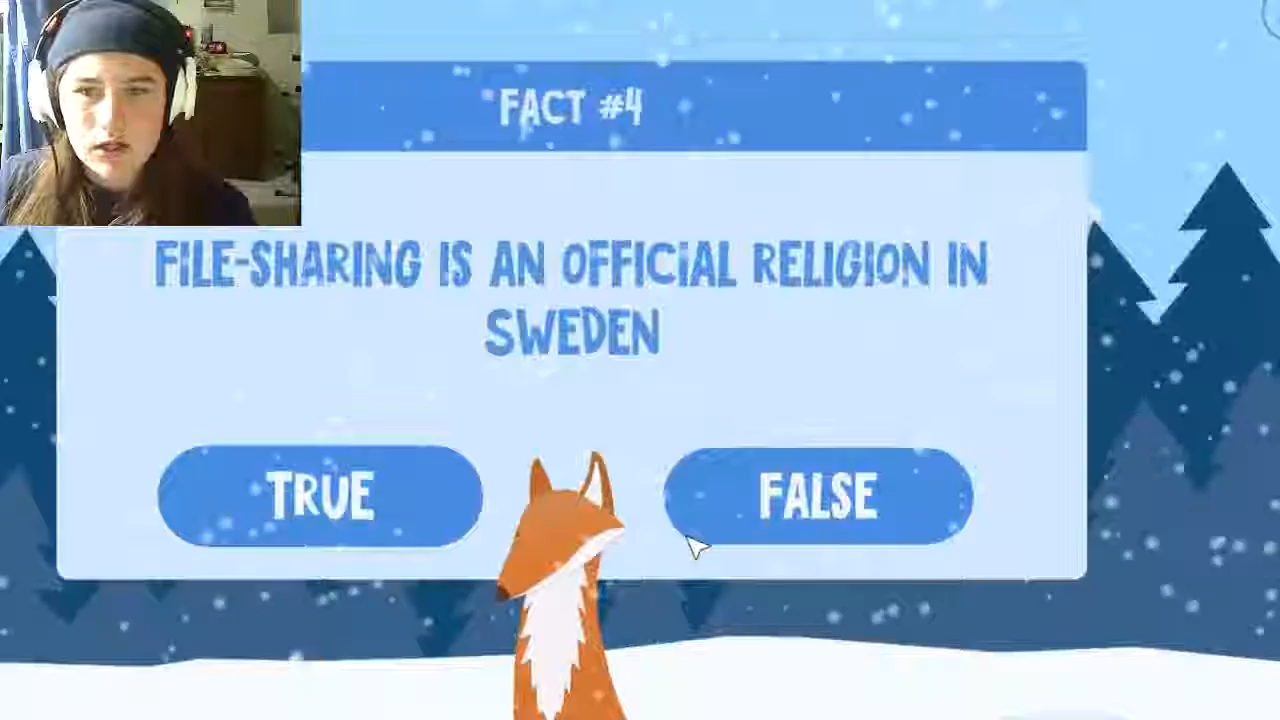 FACT #4
FILE-SHARING IS AN OFFICIAL RELIGION IN
SWEDEN
TRUE
FALSE